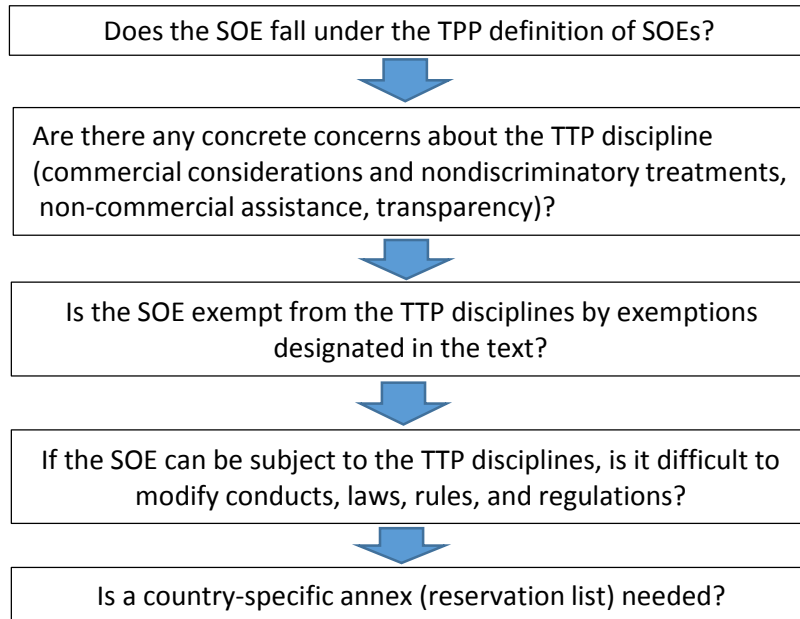 Does the SOE fall under the TPP definition of SOEs?
Are there any concrete concerns about the TTP discipline
(commercial considerations and nondiscriminatory treatments,
non-commercial assistance, transparency)?
Is the SOE exempt from the TTP disciplines by exemptions
designated in the text?
If the SOE can be subject to the TTP disciplines, is it difficult to
modify conducts, laws, rules, and regulations?
Is a country-specific annex (reservation list) needed?